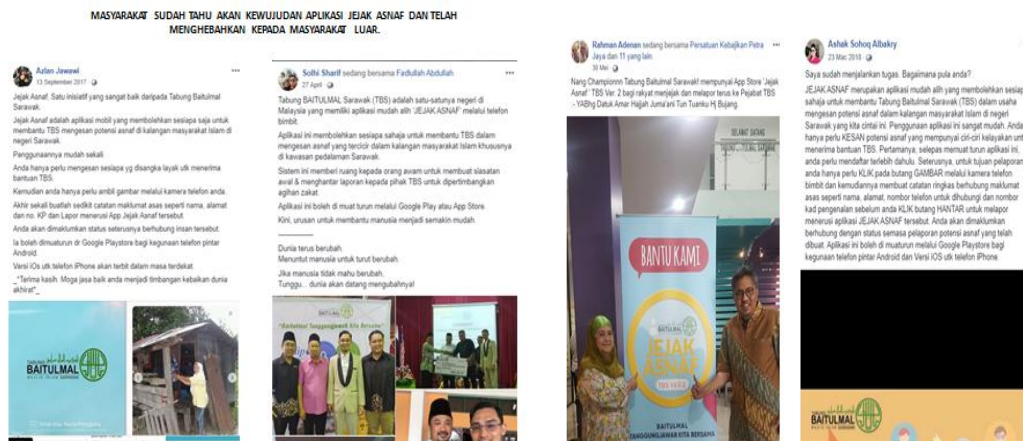 MASYARAKAT SUDAH TAHU AKAN KEWUJUDAN APLIKASI JEJAK ASNAF DAN TELAH
MENGHEBAHKAN KEPADA MASYARAKAT LUAR.
Azlan Jawawi
13 September 2017
Jejak Asnaf, Satu inisiatif yang sangat baik daripada Tabung Baitulmal
Sarawak.
Jejak Asnaf adalah aplikasi mobil yang membolehkan sesiapa saja untuk
membantu TBS mengesan potensi asnaf di kalangan masyarakat Islam di
negeri Sarawak.
Penggunaannya mudah sekali
Anda hanya perlu mengesan sesiapa yg disangka layak utk menerima
bantuan TBS.
Kemudian anda hanya perlu ambil gambar melalui kamera telefon anda.
Akhir sekali buatlah sedikit catatan maklumat asas seperti nama, alamat
dan no. KP dan Lapor menerusi App Jejak Asnaf tersebut
Anda akan dimaklumkan status seterusnya berhubung insan tersebut.
Ia boleh dimuaturun dr Google Playstore bagi kegunaan telefon pintar
Android.
Versi iOs utk telefon iPhone akan terbit dalam masa terdekat
_"Terima kasih. Moga jasa baik anda menjadi timbangan kebaikan dunia
akhirat"_
TABUNG
BAITULMAL
Solhi Sharif sedang bersama Fadlullah Abdullah
27 April
Tabung BAITULMAL Sarawak (TBS) adalah satu-satunya negeri di
Malaysia yang memiliki aplikasi mudah alih 'JEJAK ASNAF' melalui telefon
bimbit.
Aplikasi ini membolehkan sesiapa sahaja untuk membantu TBS dalam
mengesan asnaf yang tercicir dalam kalangan masyarakat Islam khususnya
di kawasan pedalaman Sarawak.
Sistem ini memberi ruang kepada orang awam untuk membuat siasatan
awal & menghantar laporan kepada pihak TBS untuk dipertimbangkan
agihan zakat.
Aplikasi ini boleh di muat turun melalui Google Play atau App Store.
Kini, urusan untuk membantu manusia menjadi semakin mudah.
Dunia terus berubah.
Menuntut manusia untuk turut berubah.
Jika manusia tidak mahu berubah.
Tunggu... dunia akan datang mengubahnya!
BAITULMAL
Rahman Adenan sedang bersama Persatuan Kebajikan Petra
Jaya dan 11 yang lain
30 Mei
Nang Championnn Tabung Baitulmal Sarawak! mempunyai App Store 'Jejak
Asnaf' ' TBS Ver. 2 bagi rakyat menjejak dan melapor terus ke Pejabat TBS
- YABhg Datuk Amar Hajjah Juma'ani Tun Tuanku Hj Bujang.
SELAMAT DATANG
BANTU KAMI
BAITULMAL
JEJAK
ASNAF
BAITULMAL
TANGGUNGJAWAB KITA BERSAMA
Ashak Sohoq Albakry
23 Mac 2018
Saya sudah menjalankan tugas. Bagaimana pula anda?
JEJAK ASNAF merupakan aplikasi mudah alih yang membolehkan
sahaja untuk membantu Tabung Baitulmal Sarawak (TBS) dalam usaha
mengesan potensi asnaf dalam kalangan masyarakat Islam di negeri
Sarawak yang kita cintai ini. Penggunaan aplikasi ini sangat mudah. Anda
hanya perlu KESAN potensi asnaf yang mempunyai ciri-ciri kelayakan
menerima bantuan TBS. Pertamanya, selepas memuat turun aplikasi ini,
anda perlu mendaftar terlebih dahulu. Seterusnya, untuk tujuan pelaporan
anda hanya perlu KLIK pada butang GAMBAR melalui kamera telefon
bimbit dan kemudiannya membuat catatan ringkas berhubung maklumat
asas seperti nama, alamat, nombor telefon untuk dihubungi dan nombor
kad pengenalan sebelum anda KLIK butang HANTAR untuk melapor
menerusi aplikasi JEJAK ASNAF tersebut. Anda akan dimaklumkan
berhubung dengan status semasa pelaporan potensi asnaf yang telah
dibuat. Aplikasi ini boleh di muaturun melalui Google Playstore bagi
kegunaan telefon pintar Android dan Versi IOS utk telefon iPhone
TABUNG
BAITULMAL